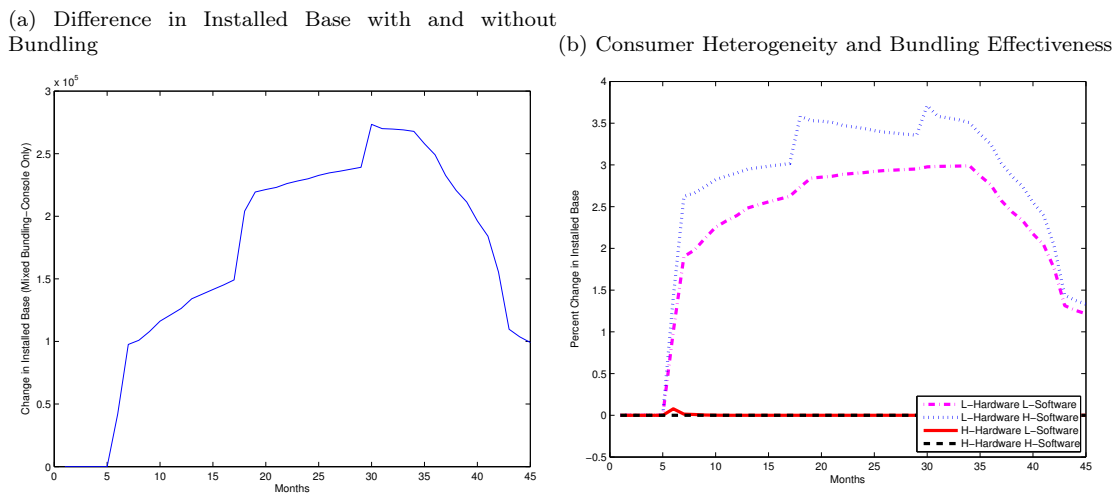 (a) Difference in Installed Base with and without
Bundling
(b) Consumer Heterogeneity and Bundling Effectiveness
x 10^5
3
2.5
2
1.5
1
0.5
0
Change in Installed Base (Mixed Bundling−Console Only)
0 5 10 15 20 25 30 35 40 45
Months
4
3.5
3
2.5
2
1.5
1
0.5
0
−0.5
Percent Change in Installed Base
0 5 10 15 20 25 30 35 40 45
Months
L−Hardware L−Software
L−Hardware H−Software
H−Hardware L−Software
H−Hardware H−Software